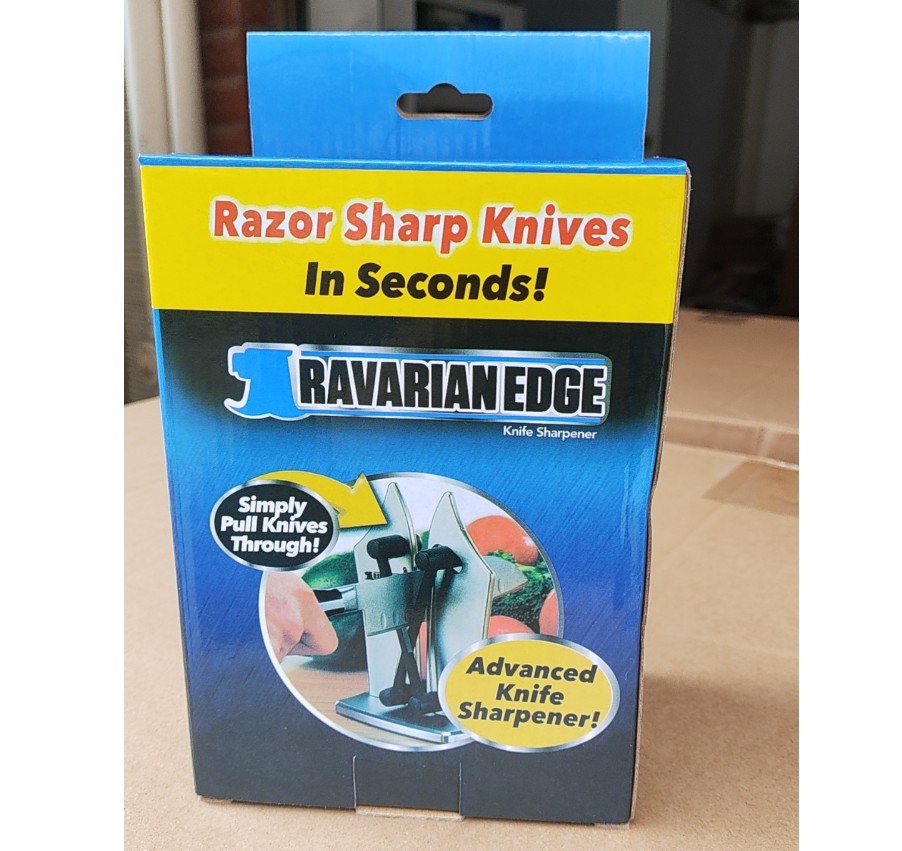 Razor Sharp Knives
In Seconds!
RAVARIAN EDGE
Knife Sharpener
Simply
Pull Knives
Through!
Advanced
Knife
Sharpener!